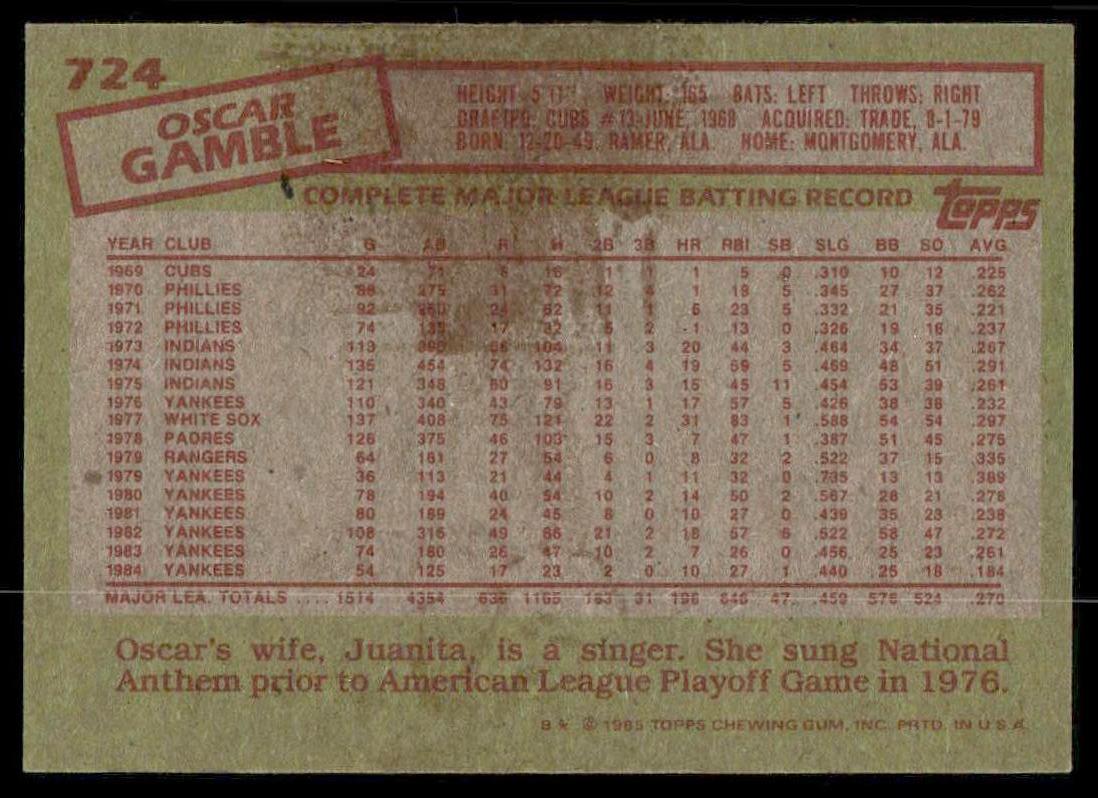 724
OSCAR
GAMBLE
HEIGHT: WEIGHT: 165 BATS: LEFT THROWS: RIGHT
DRAFTED: CUBS #13-JUNE, 1968 ACQUIRED: TRADE, 8-1-79
BORN: 12-20-49, RAMER, ALA. HOME: MONTGOMERY, ALA.
COMPLETE MAJOR LEAGUE BATTING RECORD
TOPPS
YEAR CLUB G AB R H 2B 3B HR RBI SB SLG BB SO AVG
1969 CUBS 24 71 16 1 1 1 5 0 .310 10 12 .225
1970 PHILLIES 88 275 31 72 12 4 1 19 5 .345 27 37 .262
1971 PHILLIES 92 280 24 62 11 1 6 23 5 .332 21 35 .221
1972 PHILLIES 74 135 17 32 2 1 13 0 .326 19 16 .237
1973 INDIANS 113 104 11 3 20 44 3 .464 34 37 .267
1974 INDIANS 135 454 74 132 16 4 19 59 5 .469 48 51 .291
1975 INDIANS 121 348 60 91 16 3 15 45 11 .454 53 39 .261
1976 YANKEES 110 340 43 79 13 1 17 57 5 .426 38 38 .232
1977 WHITE SOX 137 408 75 121 22 2 31 83 1 .588 54 54 .297
1978 PADRES 126 375 46 103 15 3 7 47 1 .387 51 45 .275
1979 RANGERS 64 161 27 54 6 0 8 32 2 .522 37 15 .335
1979 YANKEES 36 113 21 44 4 1 11 32 0 .735 13 13 .389
1980 YANKEES 78 194 40 54 10 2 14 50 2 .567 28 21 .278
1981 YANKEES 80 189 24 45 8 0 10 27 0 .439 35 23 .238
1982 YANKEES 108 316 49 86 21 2 18 57 6 .522 58 47 .272
1983 YANKEES 74 180 26 47 10 2 7 26 0 .456 25 23 .261
1984 YANKEES 54 125 17 23 2 0 10 27 1 .440 25 18 .184
MAJOR LEA. TOTALS .... 1514 4354 1165 31 47 .459 524 .270
Oscar's wife, Juanita, is a singer. She sung National
Anthem prior to American League Playoff Game in 1976.
B* © 1985 TOPPS CHEWING GUM, INC. PRTD. IN U.S.A.